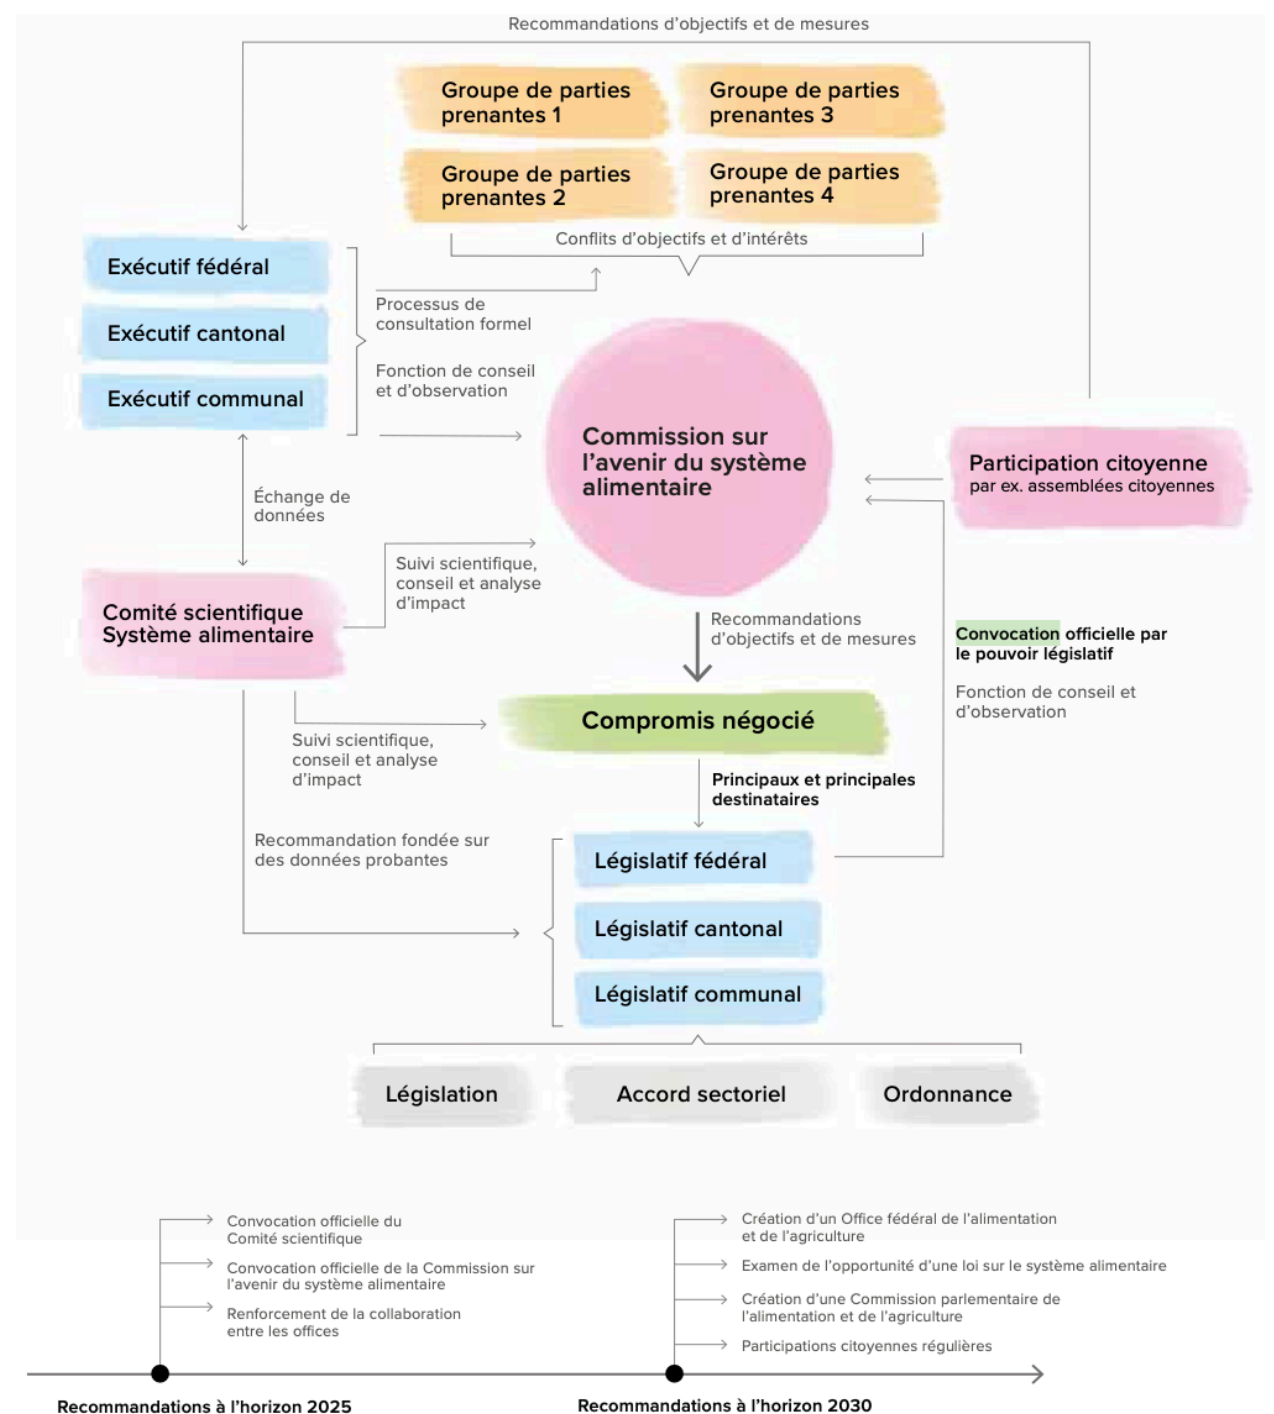 Recommandations d’objectifs et de mesures
Groupe de parties
prenantes 1
Groupe de parties
prenantes 3
Groupe de parties
prenantes 2
Groupe de parties
prenantes 4
Conflits d’objectifs et d’intérêts
Exécutif fédéral
Exécutif cantonal
Exécutif communal
Processus de
consultation formel
Fonction de conseil
et d’observation
Commission sur
l’avenir du système
alimentaire
Participation citoyenne
par ex. assemblées citoyennes
Échange de
données
Suivi scientifique,
conseil et analyse
d’impact
Comité scientifique
Système alimentaire
Recommandations
d’objectifs et de mesures
Convocation officielle par
le pouvoir législatif
Fonction de conseil et
d’observation
Compromis négocié
Suivi scientifique,
conseil et analyse
d’impact
Principaux et principales
destinataires
Recommandation fondée sur
des données probantes
Législatif fédéral
Législatif cantonal
Législatif communal
Législation
Accord sectoriel
Ordonnance
Convocation officielle du
Comité scientifique
Convocation officielle de la Commission sur
l’avenir du système alimentaire
Renforcement de la collaboration
entre les offices
Création d’un Office fédéral de l’alimentation
et de l’agriculture
Examen de l’opportunité d’une loi sur le système alimentaire
Création d’une Commission parlementaire de
l’alimentation et de l’agriculture
Participations citoyennes régulières
Recommandations à l’horizon 2025
Recommandations à l’horizon 2030